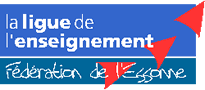 la ligue de
l'enseignement
Fédération de l'Essonne